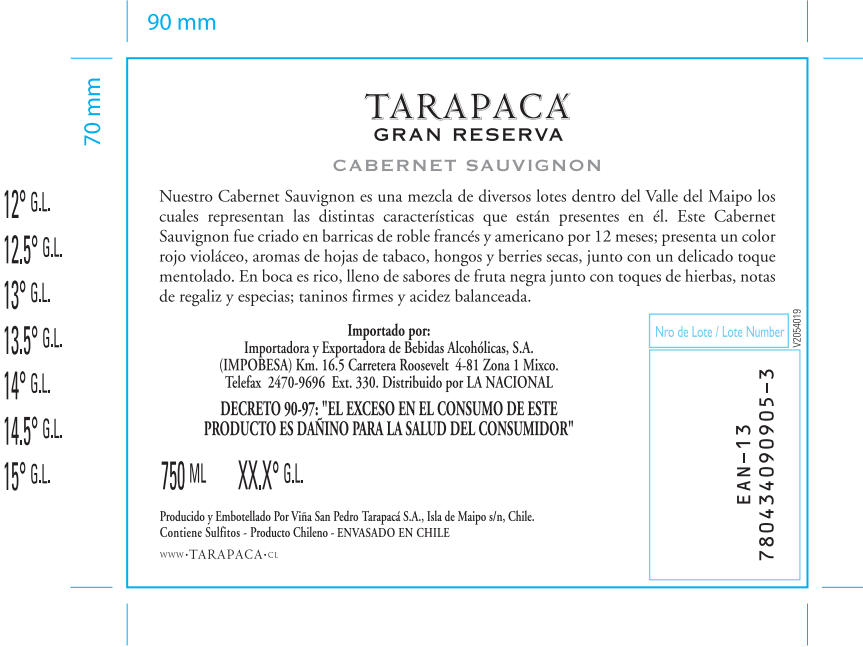 90 mm
70 mm
TARAPACÁ
GRAN RESERVA
CABERNET SAUVIGNON
Nuestro Cabernet Sauvignon es una mezcla de diversos lotes dentro del Valle del Maipo los
cuales representan las distintas características que están presentes en él. Este Cabernet
Sauvignon fue criado en barricas de roble francés y americano por 12 meses; presenta un color
rojo violáceo, aromas de hojas de tabaco, hongos y berries secas, junto con un delicado toque
mentolado. En boca es rico, lleno de sabores de fruta negra junto con toques de hierbas, notas
de regaliz y especias; taninos firmes y acidez balanceada.
12° G.L.
12.5° G.L.
13° G.L.
13.5° G.L.
14° G.L.
14.5° G.L.
15° G.L.
Importado por:
Importadora y Exportadora de Bebidas Alcohólicas, S.A.
(IMPOBESA) Km. 16.5 Carretera Roosevelt 4-81 Zona 1 Mixco.
Telefax 2470-9696 Ext. 330. Distribuido por LA NACIONAL
DECRETO 90-97: "EL EXCESO EN EL CONSUMO DE ESTE
PRODUCTO ES DAÑINO PARA LA SALUD DEL CONSUMIDOR"
750 ML XX.X° G.L.
Producido y Embotellado Por Viña San Pedro Tarapacá S.A., Isla de Maipo s/n, Chile.
Contiene Sulfitos - Producto Chileno - ENVASADO EN CHILE
WWW•TARAPACA•CL
Nro de Lote / Lote Number
V2054019
EAN-13
7804340909053